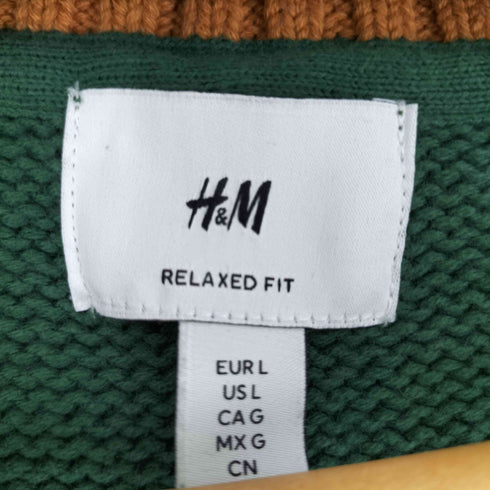 H&M
RELAXED FIT
EUR L
US L
CA G
MX G
CN